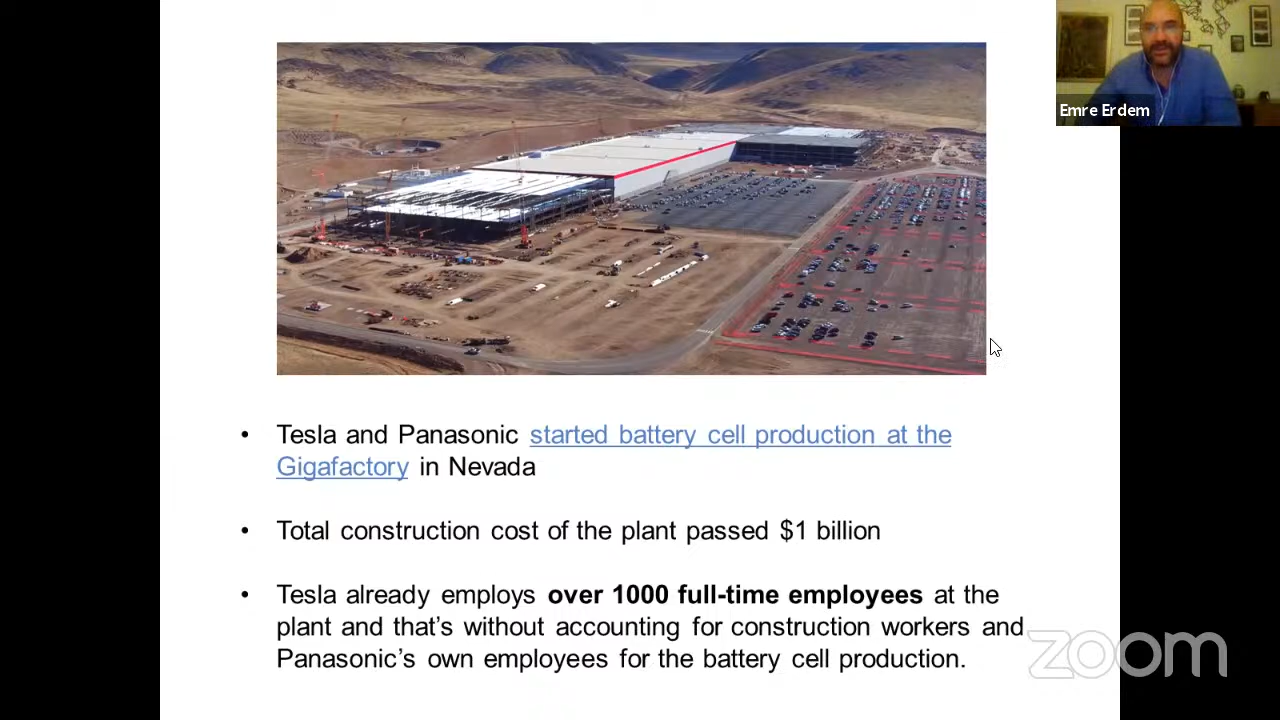 Emre Erdem
• Tesla and Panasonic started battery cell production at the
Gigafactory in Nevada
• Total construction cost of the plant passed $1 billion
• Tesla already employs over 1000 full-time employees at the
plant and that’s without accounting for construction workers and
Panasonic’s own employees for the battery cell production.
zoom